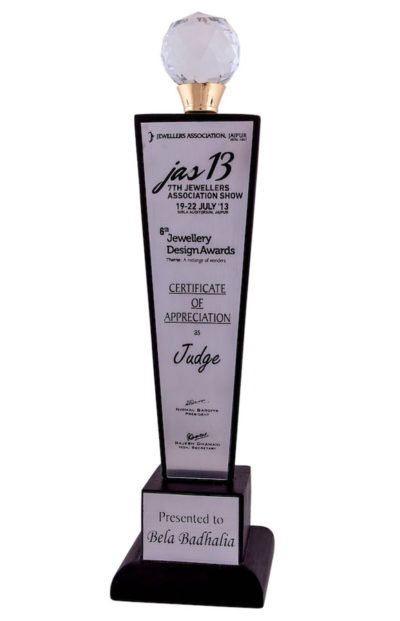 JEWELLERS ASSOCIATION, JAIPUR
jas 13
7TH JEWELLERS
ASSOCIATION SHOW
19-22 JULY '13
BIRLA AUDITORIUM, JAIPUR
6th Jewellery
Design Awards
Theme: A melange of wonders
CERTIFICATE
OF
APPRECIATION
as
Judge
NIRMAL BARDIYA
PRESIDENT
RAJESH DHAMANI
HON. SECRETARY
Presented to
Bela Badhalia